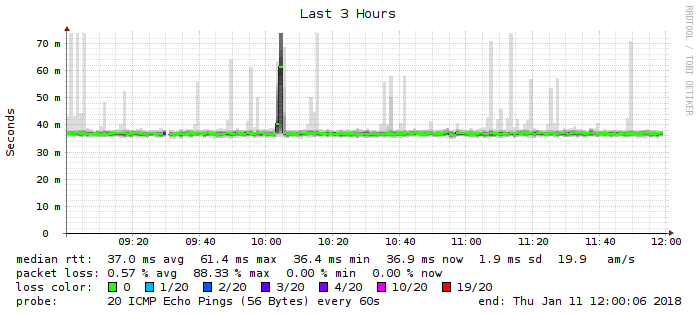 Last 3 Hours
RRDTOOL / TOBI OETIKER
Seconds
70 m
60 m
50 m
40 m
30 m
20 m
10 m
0
09:20 09:40 10:00 10:20 10:40 11:00 11:20 11:40 12:00
median rtt: 37.0 ms avg 61.4 ms max 36.4 ms min 36.9 ms now 1.9 ms sd 19.9 am/s
packet loss: 0.57 % avg 88.33 % max 0.00 % min 0.00 % now
loss color: 0 1/20 2/20 3/20 4/20 10/20 19/20
probe: 20 ICMP Echo Pings (56 Bytes) every 60s end: Thu Jan 11 12:00:06 2018